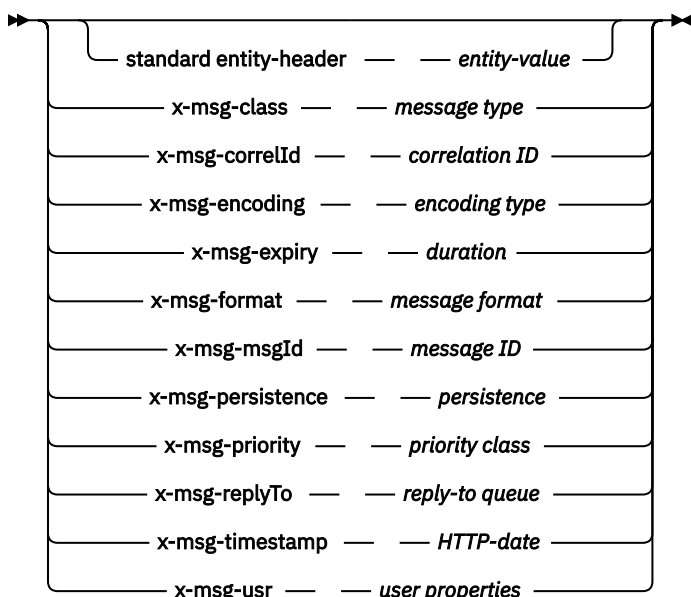 standard entity-header entity-value
x-msg-class message type
x-msg-correlId correlation ID
x-msg-encoding encoding type
x-msg-expiry duration
x-msg-format message format
x-msg-msgId message ID
x-msg-persistence persistence
x-msg-priority priority class
x-msg-replyTo reply-to queue
x-msg-timestamp HTTP-date
x-msg-usr user properties